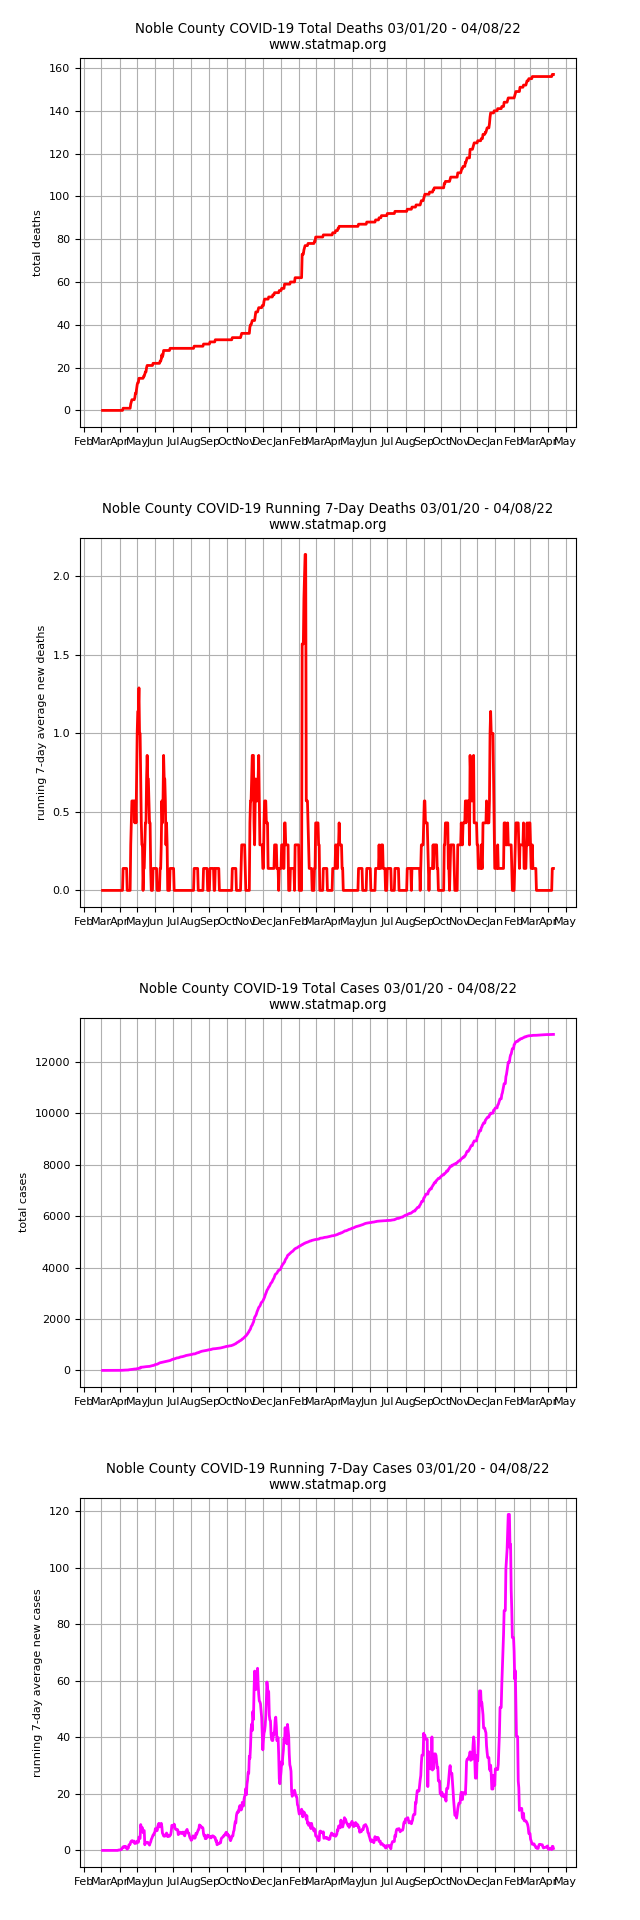 Noble County COVID-19 Total Deaths 03/01/20 - 04/08/22
www.statmap.org
160
140
120
100
80
60
40
20
0
total deaths
Feb Mar Apr May Jun Jul Aug Sep Oct Nov Dec Jan Feb Mar Apr May Jun Jul Aug Sep Oct Nov Dec Jan Feb Mar Apr May
Noble County COVID-19 Running 7-Day Deaths 03/01/20 - 04/08/22
www.statmap.org
2.0
1.5
1.0
0.5
0.0
running 7-day average new deaths
Feb Mar Apr May Jun Jul Aug Sep Oct Nov Dec Jan Feb Mar Apr May Jun Jul Aug Sep Oct Nov Dec Jan Feb Mar Apr May
Noble County COVID-19 Total Cases 03/01/20 - 04/08/22
www.statmap.org
12000
10000
8000
6000
4000
2000
0
total cases
Feb Mar Apr May Jun Jul Aug Sep Oct Nov Dec Jan Feb Mar Apr May Jun Jul Aug Sep Oct Nov Dec Jan Feb Mar Apr May
Noble County COVID-19 Running 7-Day Cases 03/01/20 - 04/08/22
www.statmap.org
120
100
80
60
40
20
0
running 7-day average new cases
Feb Mar Apr May Jun Jul Aug Sep Oct Nov Dec Jan Feb Mar Apr May Jun Jul Aug Sep Oct Nov Dec Jan Feb Mar Apr May